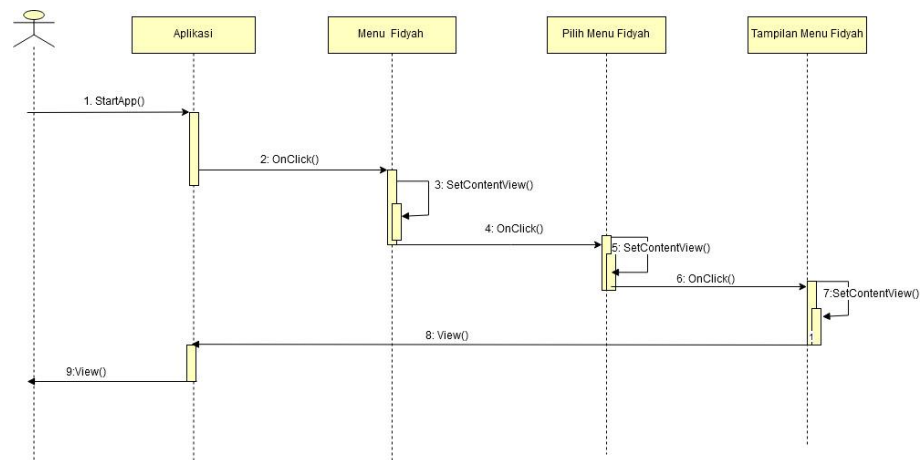 Aplikasi
Menu Fidyah
Pilih Menu Fidyah
Tampilan Menu Fidyah
1. StartApp()
2: OnClick()
3: SetContentView()
4: OnClick()
5: SetContentView()
6: OnClick()
7:SetContentView()
8: View()
9:View()